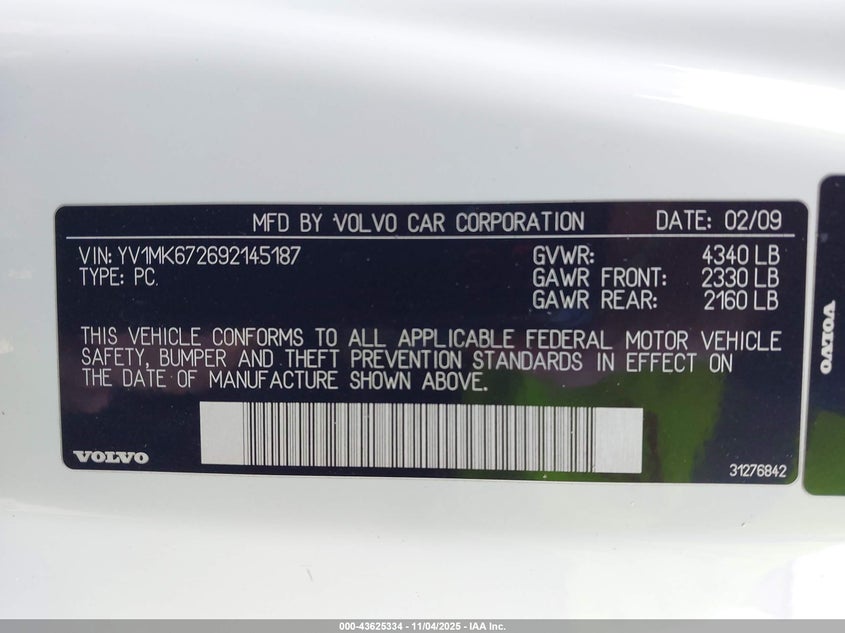 MFD BY VOLVO CAR CORPORATION DATE: 02/09
VIN: YV1MK672692145187 GVWR: 4340 LB
TYPE: PC. GAWR FRONT: 2330 LB
GAWR REAR: 2160 LB
THIS VEHICLE CONFORMS TO ALL APPLICABLE FEDERAL MOTOR VEHICLE
SAFETY, BUMPER AND THEFT PREVENTION STANDARDS IN EFFECT ON
THE DATE OF MANUFACTURE SHOWN ABOVE.
VOLVO 31276842
VOLVO
000-43625334 - 11/04/2025 - IAA Inc.